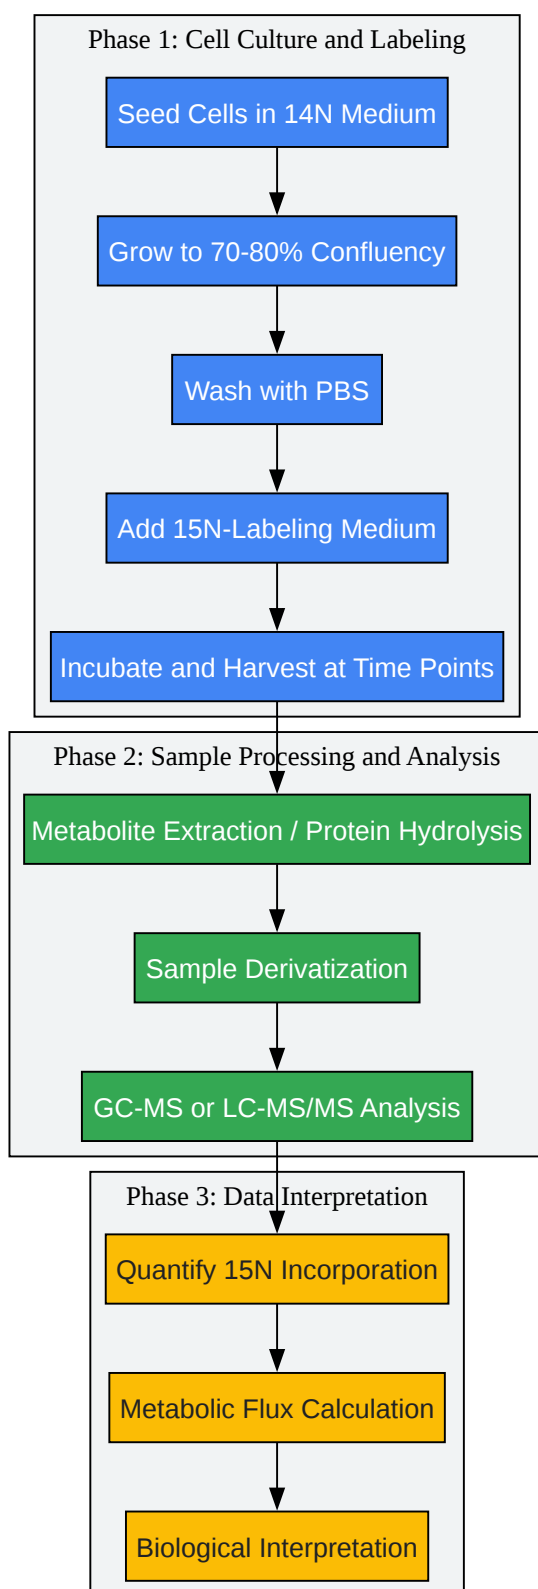 Phase 1: Cell Culture and Labeling
Seed Cells in 14N Medium
Grow to 70-80% Confluency
Wash with PBS
Add 15N-Labeling Medium
Incubate and Harvest at Time Points
Phase 2: Sample Processing and Analysis
Metabolite Extraction / Protein Hydrolysis
Sample Derivatization
GC-MS or LC-MS/MS Analysis
Phase 3: Data Interpretation
Quantify 15N Incorporation
Metabolic Flux Calculation
Biological Interpretation